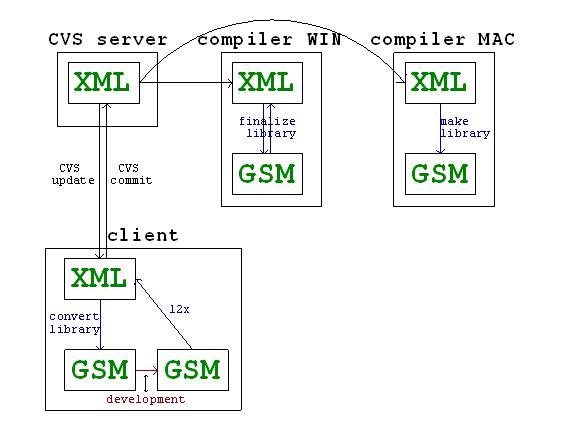 CVS server
compiler WIN
compiler MAC
XML
XML
XML
finalize
library
make
library
GSM
GSM
CVS
update
CVS
commit
client
XML
convert
library
l2x
GSM
GSM
development